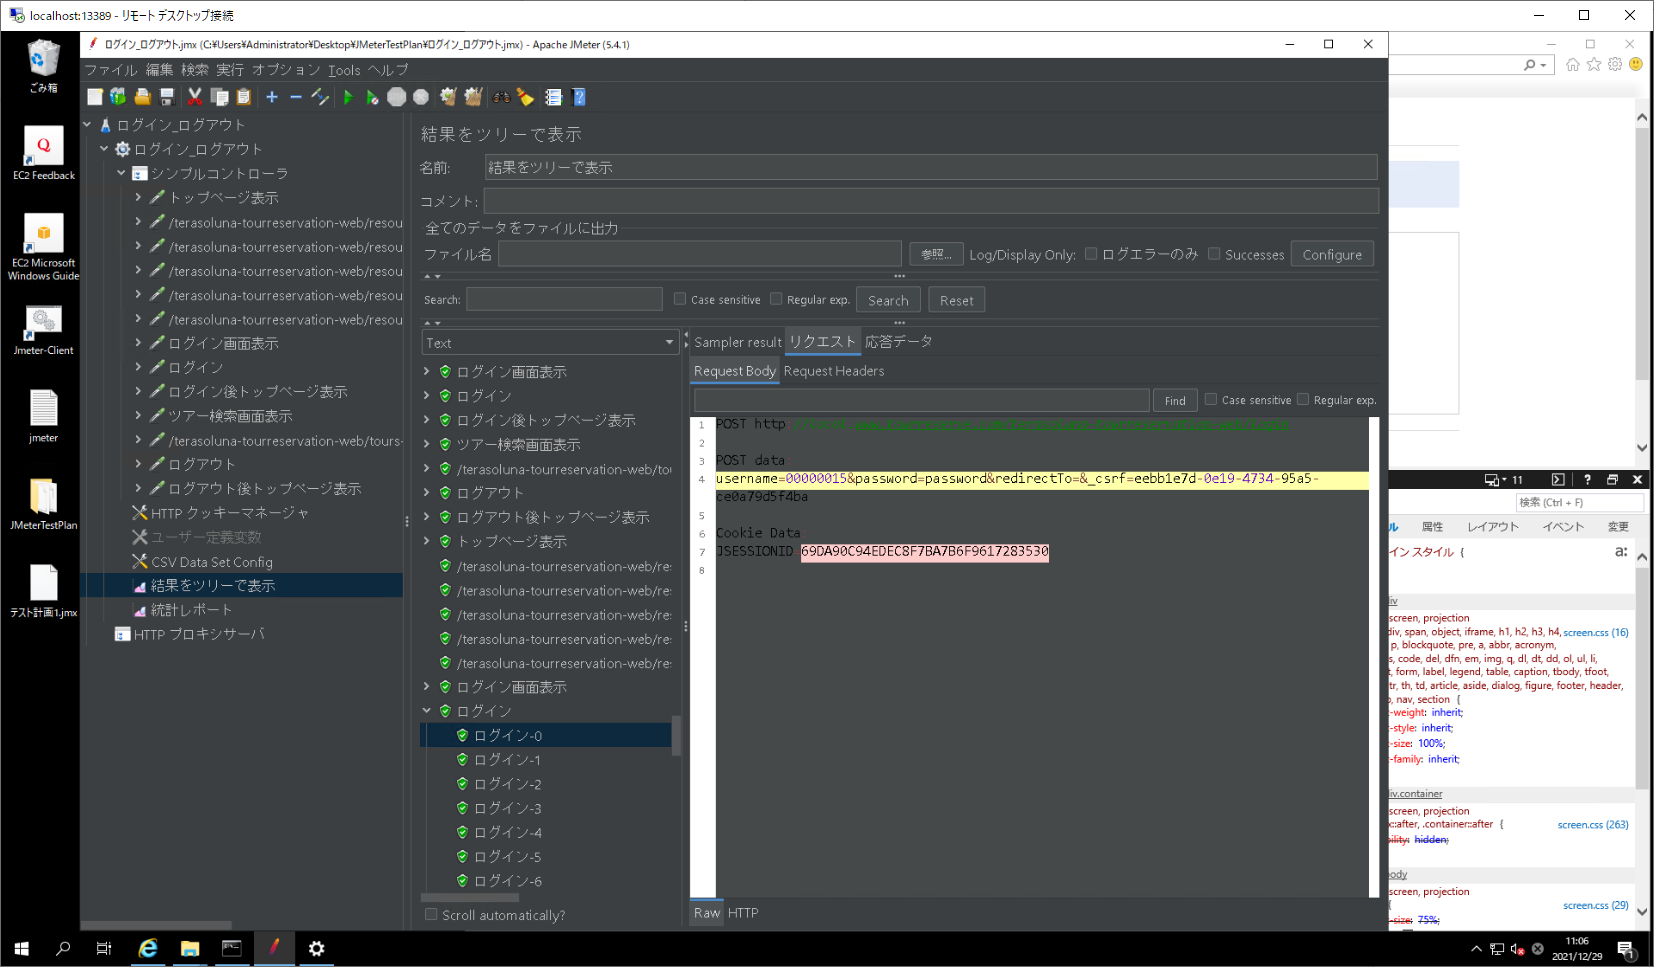 localhost:13389 - リモート デスクトップ接続
ごみ箱
EC2 Feedback
EC2 Microsoft
Windows Guide
Jmeter-Client
jmeter
JMeterTestPlan
テスト計画1.jmx
ログイン_ログアウト.jmx (C:¥Users¥Administrator¥Desktop¥JMeterTestPlan¥ログイン_ログアウト.jmx) - Apache JMeter (5.4.1)
ファイル 編集 検索 実行 オプション Tools ヘルプ
ログイン_ログアウト
ログイン_ログアウト
シンプルコントローラ
トップページ表示
/terasoluna-tourreservation-web/resou
/terasoluna-tourreservation-web/resou
/terasoluna-tourreservation-web/resou
/terasoluna-tourreservation-web/resou
/terasoluna-tourreservation-web/resou
ログイン画面表示
ログイン
ログイン後トップページ表示
ツアー検索画面表示
/terasoluna-tourreservation-web/tours-
ログアウト
ログアウト後トップページ表示
HTTP クッキーマネージャ
ユーザー定義変数
CSV Data Set Config
結果をツリーで表示
統計レポート
HTTP プロキシサーバ
結果をツリーで表示
名前: 結果をツリーで表示
コメント:
全てのデータをファイルに出力
ファイル名 参照... Log/Display Only: ログエラーのみ Successes Configure
Search: Case sensitive Regular exp. Search Reset
Text
ログイン画面表示
ログイン
ログイン後トップページ表示
ツアー検索画面表示
/terasoluna-tourreservation-web/to
ログアウト
ログアウト後トップページ表示
トップページ表示
/terasoluna-tourreservation-web/re
/terasoluna-tourreservation-web/re
/terasoluna-tourreservation-web/re
/terasoluna-tourreservation-web/re
/terasoluna-tourreservation-web/re
ログイン画面表示
ログイン
ログイン-0
ログイン-1
ログイン-2
ログイン-3
ログイン-4
ログイン-5
ログイン-6
Scroll automatically?
Sampler result リクエスト 応答データ
Request Body Request Headers
Find Case sensitive Regular exp.
1 POST http
2
3 POST data
4 username=00000015&password=password&redirectTo=&_csrf=eebb1e7d-0e19-4734-95a5-
ce0a79d5f4ba
5
6 Cookie Data
7 JSESSIONID 69DA90C94EDEC8F7BA7B6F9617283530
8
Raw HTTP
11
検索 (Ctrl + F)
ル 属性 レイアウト イベント 変更
イン スタイル { a:
div
screen, projection
div, span, object, iframe, h1, h2, h3, h4, screen.css (16)
p, blockquote, pre, a, abbr, acronym,
s, code, del, dfn, em, img, q, dl, dt, dd, ol, ul, li,
t, form, label, legend, table, caption, tbody, tfoot,
tr, th, td, article, aside, dialog, figure, footer, header,
, nav, section {
t-weight: inherit;
t-style: inherit;
t-size: 100%;
t-family: inherit;
div.container
screen, projection
x::after, .container::after { screen.css (263)
bility: hidden;
body
screen, projection
{ screen.css (29)
t-size: 75%;
11:06
2021/12/29
1